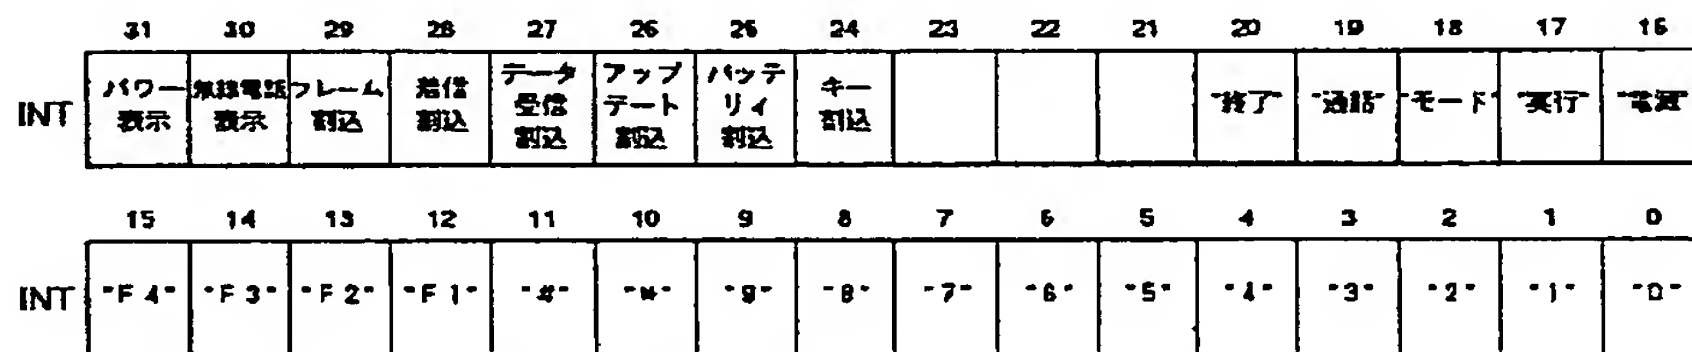 31 30 29 28 27 26 25 24 23 22 21 20 19 18 17 16
INT パワー表示 無線電話表示 フレーム割込 着信割込 データ受信割込 アップデート割込 バッテリィ割込 キー割込 "終了" "通話" "モード" "実行" "電源"
15 14 13 12 11 10 9 8 7 6 5 4 3 2 1 0
INT "F4" "F3" "F2" "F1" "#" "*" "9" "8" "7" "6" "5" "4" "3" "2" "1" "0"